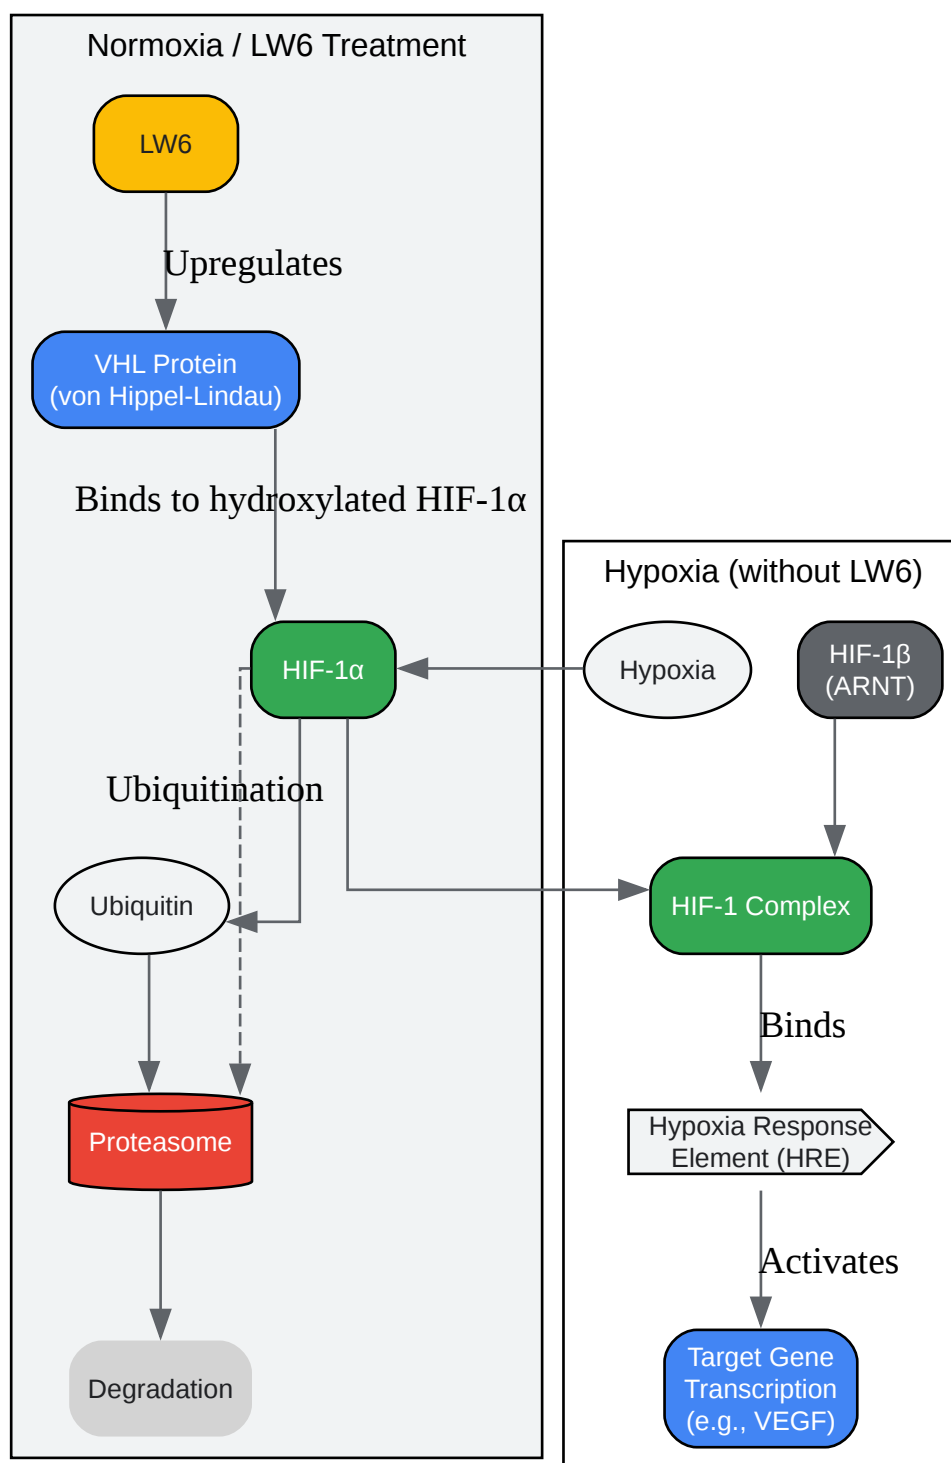 Normoxia / LW6 Treatment
LW6
Upregulates
VHL Protein
(von Hippel-Lindau)
Binds to hydroxylated HIF-1α
HIF-1α
Ubiquitination
Ubiquitin
Proteasome
Degradation
Hypoxia (without LW6)
Hypoxia
HIF-1β
(ARNT)
HIF-1 Complex
Binds
Hypoxia Response
Element (HRE)
Activates
Target Gene
Transcription
(e.g., VEGF)